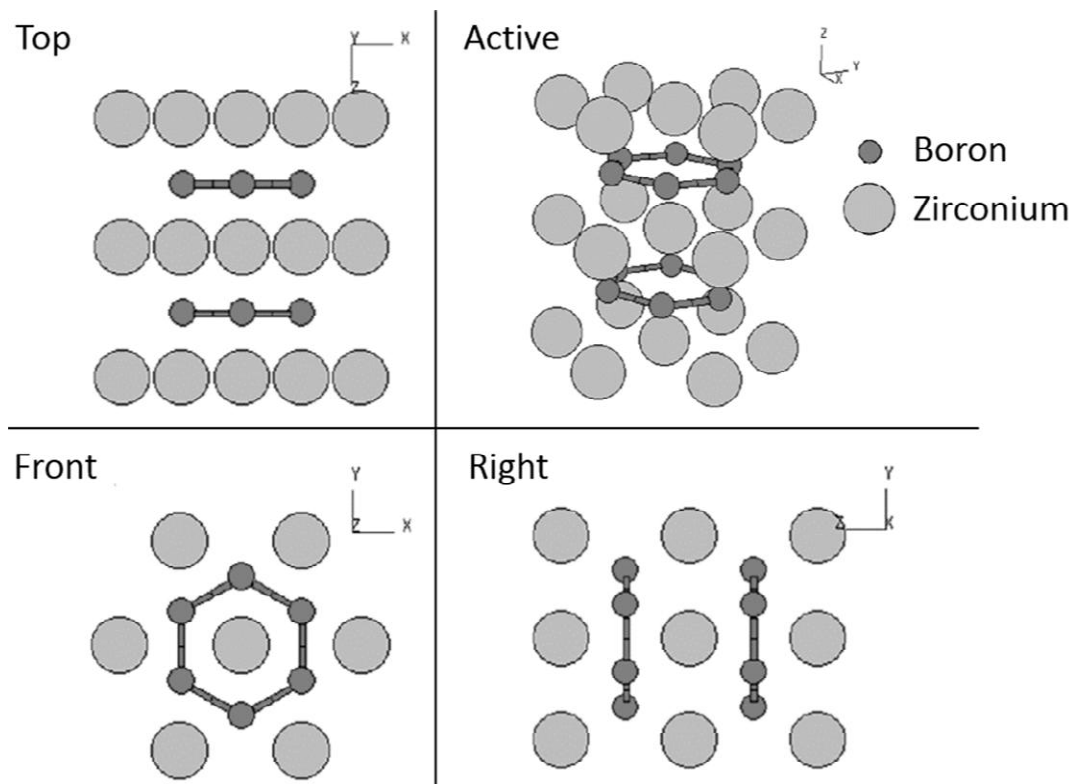 Top
Y X
Z
Active
Z
Y
X
Boron
Zirconium
Front
Y
Z X
Right
Y
Z X